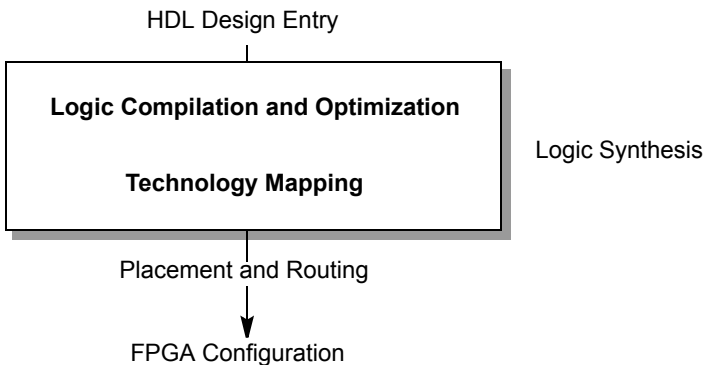 HDL Design Entry
Logic Compilation and Optimization
Logic Synthesis
Technology Mapping
Placement and Routing
FPGA Configuration